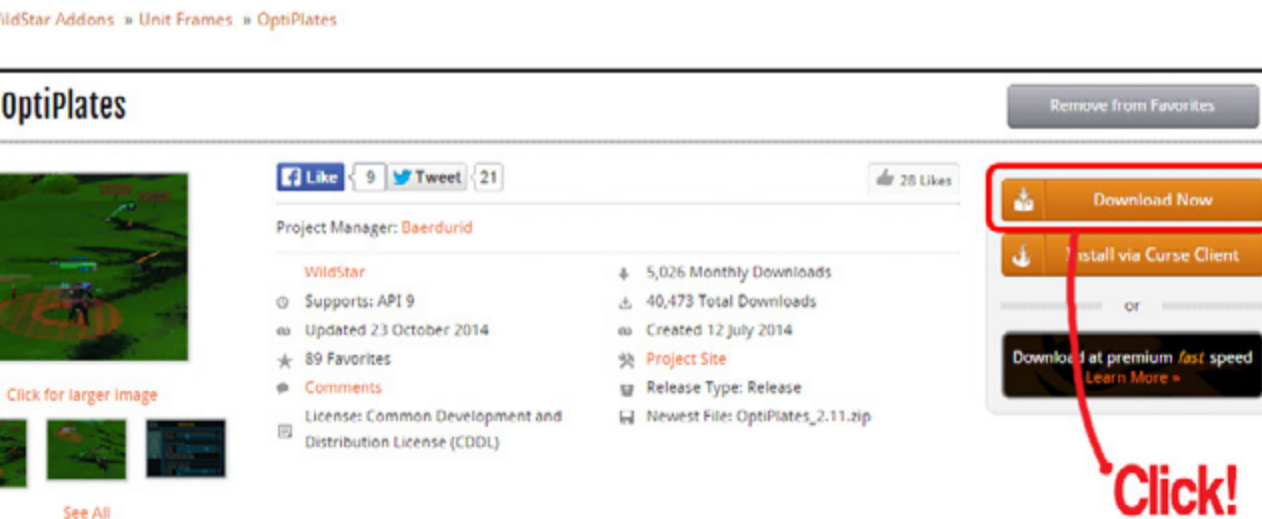 WildStar Addons » Unit Frames » OptiPlates
OptiPlates
Remove from Favorites
Like 9 Tweet 21
28 Likes
Download Now
Project Manager: Baerdurid
Install via Curse Client
WildStar
5,026 Monthly Downloads
Supports: API 9
40,473 Total Downloads
or
Updated 23 October 2014
Created 12 July 2014
89 Favorites
Project Site
Download at premium fast speed
Learn More »
Click for larger image
Comments
Release Type: Release
License: Common Development and
Distribution License (CDDL)
Newest File: OptiPlates_2.11.zip
Click!
See All